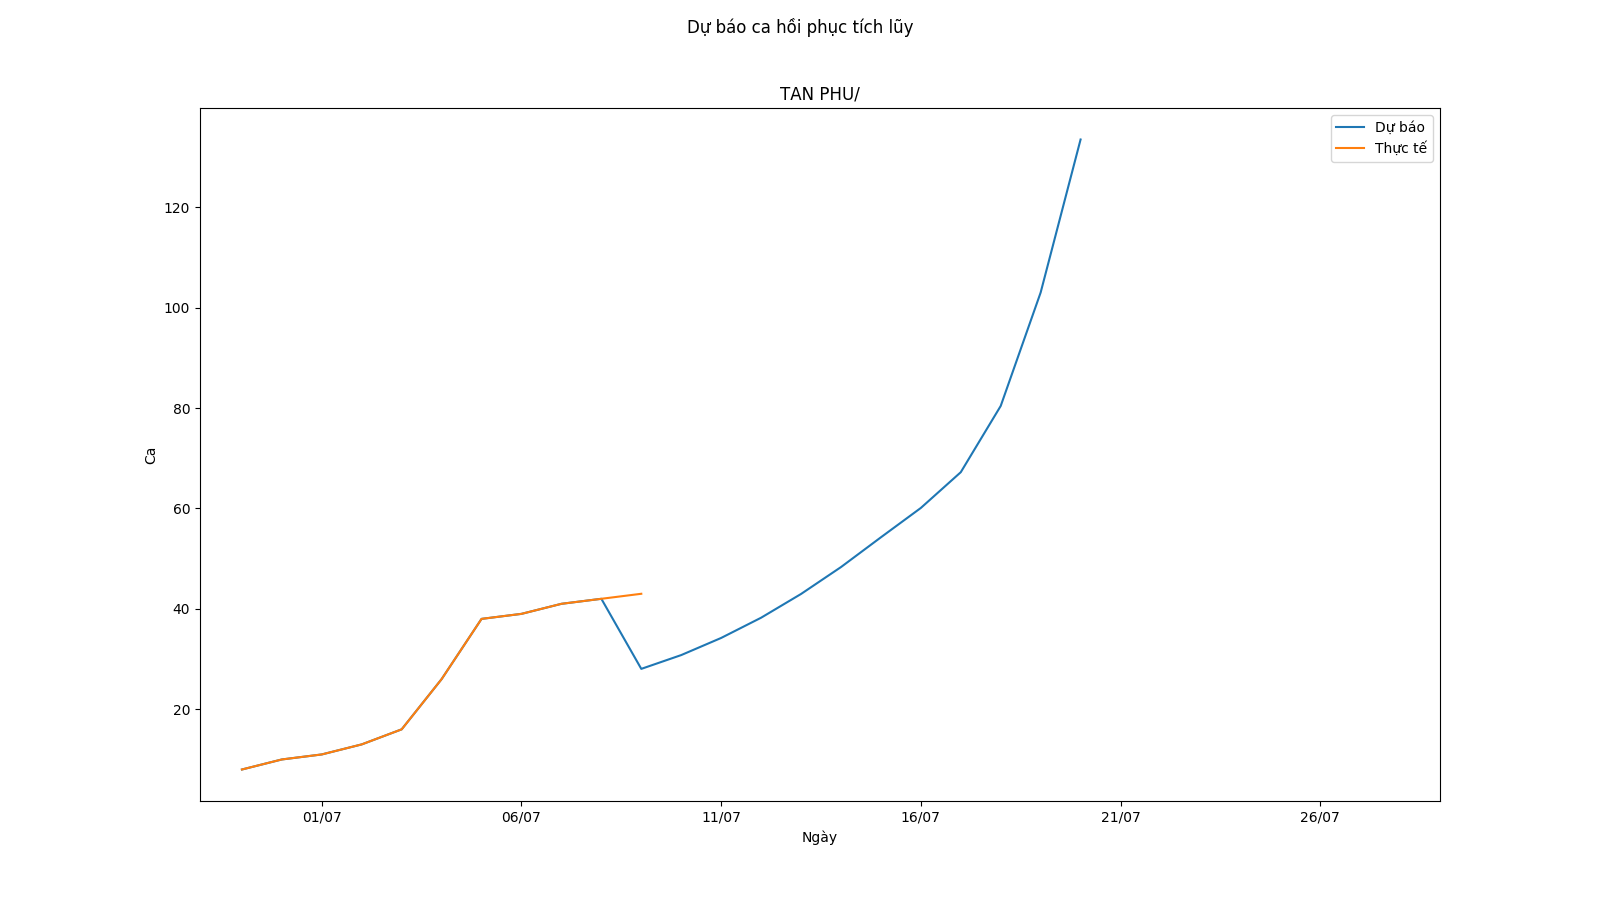 Dự báo ca hồi phục tích lũy
TAN PHU/
Dự báo
Thực tế
120
100
80
60
40
20
Ca
01/07
06/07
11/07
16/07
21/07
26/07
Ngày